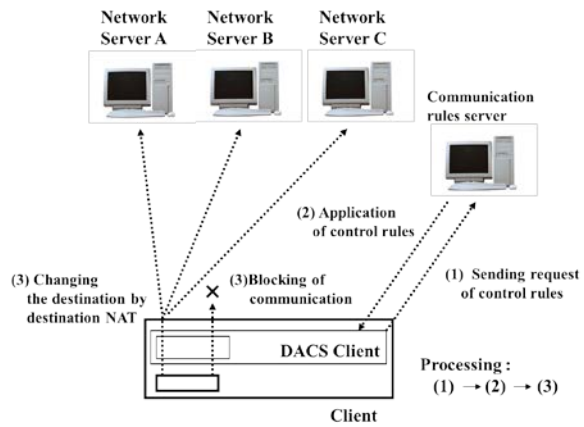 Network
Server A
Network
Server B
Network
Server C
Communication
rules server
(2) Application
of control rules
(1) Sending request
of control rules
(3) Changing
the destination by
destination NAT
(3)Blocking of
communication
DACS Client
Client
Processing :
(1) → (2) → (3)